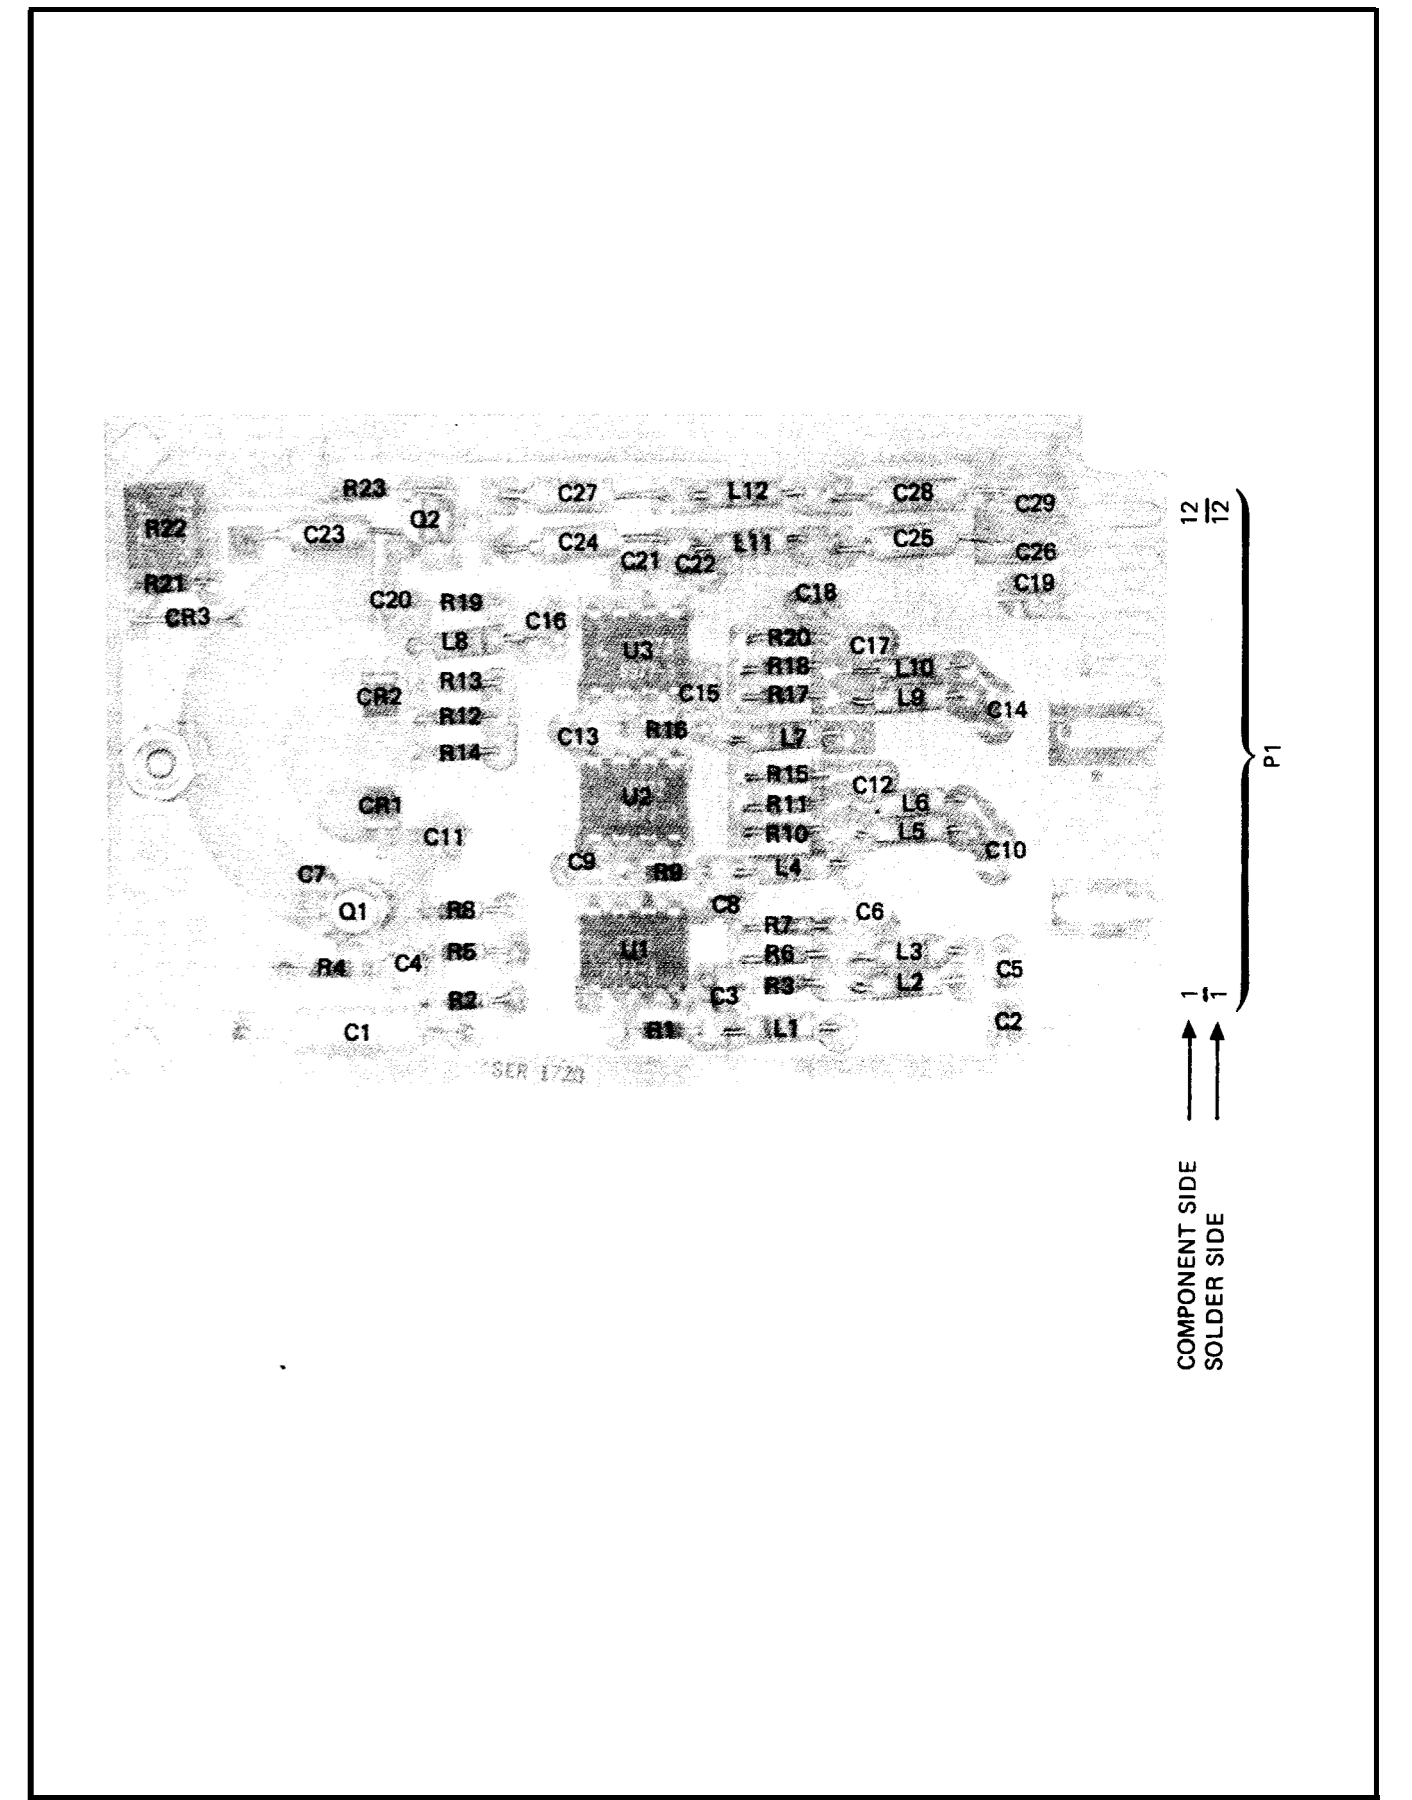 R23 C27 L12 C28 C29
R22 C23 Q2 C24 C21 C22 L11 C25 C26
R21 C20 R19 C16 C18 C19
CR3 L8 U3 R20 C17
R18 L10
CR2 R13 C15 R17 L9 C14
R12 C13 R16 L7
R14 R15 C12
CR1 U2 R11 L6
C11 R10 L5 C10
C7 C9 R9 L4
Q1 R8 C8 R7 C6
R4 C4 R5 U1 R6 L3 C5
R2 C3 R3 L2
C1 R1 L1 C2
SER 1720
12
12
P1
1
1
COMPONENT SIDE
SOLDER SIDE